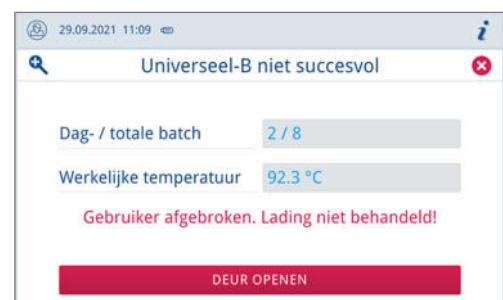 29.09.2021 11:09
i
Universeel-B niet succesvol
Dag- / totale batch 2 / 8
Werkelijke temperatuur 92.3 °C
Gebruiker afgebroken. Lading niet behandeld!
DEUR OPENEN